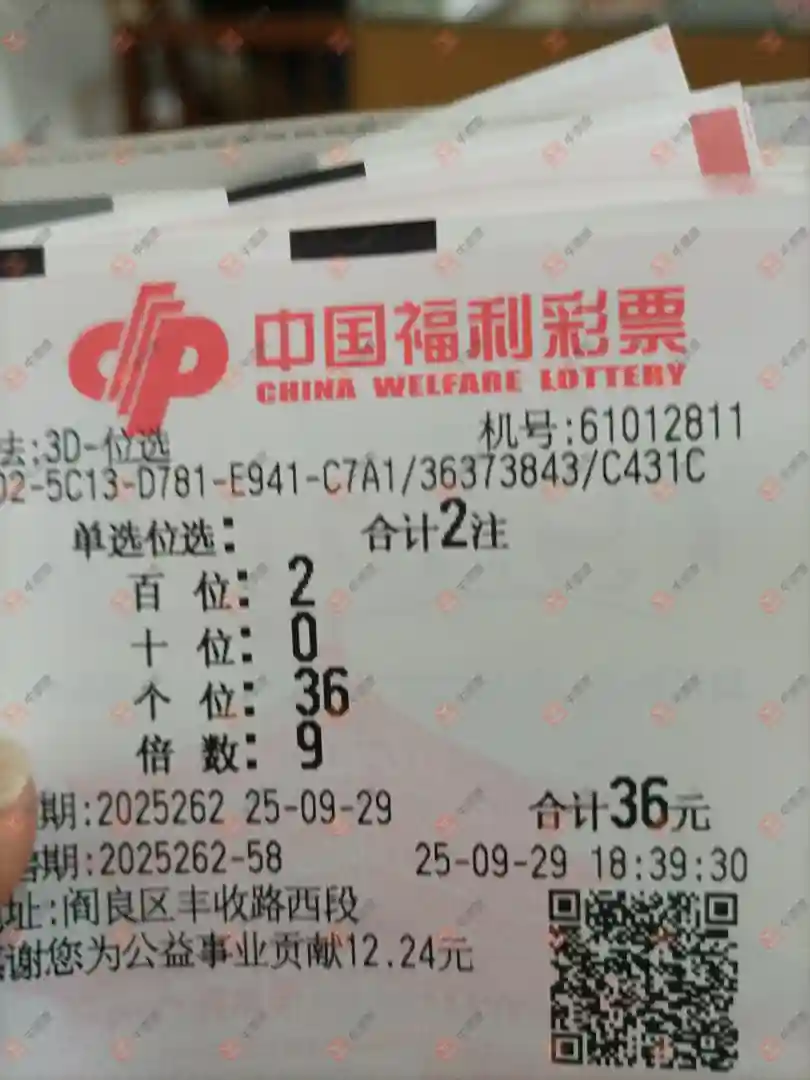 中国福利彩票
CHINA WELFARE LOTTERY
法:3D-位选 机号:61012811
02-5C13-D781-E941-C7A1/36373843/C431C
单选位选: 合计2注
百 位: 2
十 位: 0
个 位: 36
倍 数: 9
期:2025262 25-09-29 合计36元
售期:2025262-58 25-09-29 18:39:30
址:阎良区丰收路西段
感谢您为公益事业贡献12.24元